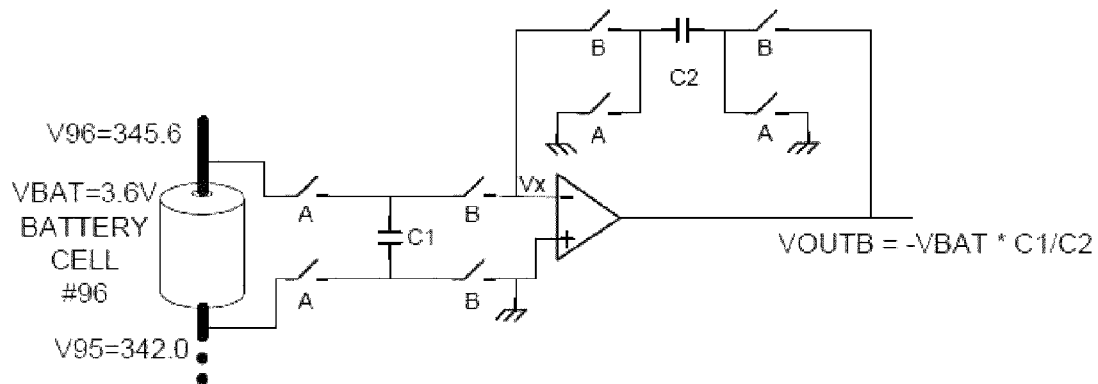 B
B
C2
A
A
V96=345.6
VBAT=3.6V
BATTERY
CELL
#96
A
B
Vx
-
+
C1
A
B
VOUTB = -VBAT * C1/C2
V95=342.0